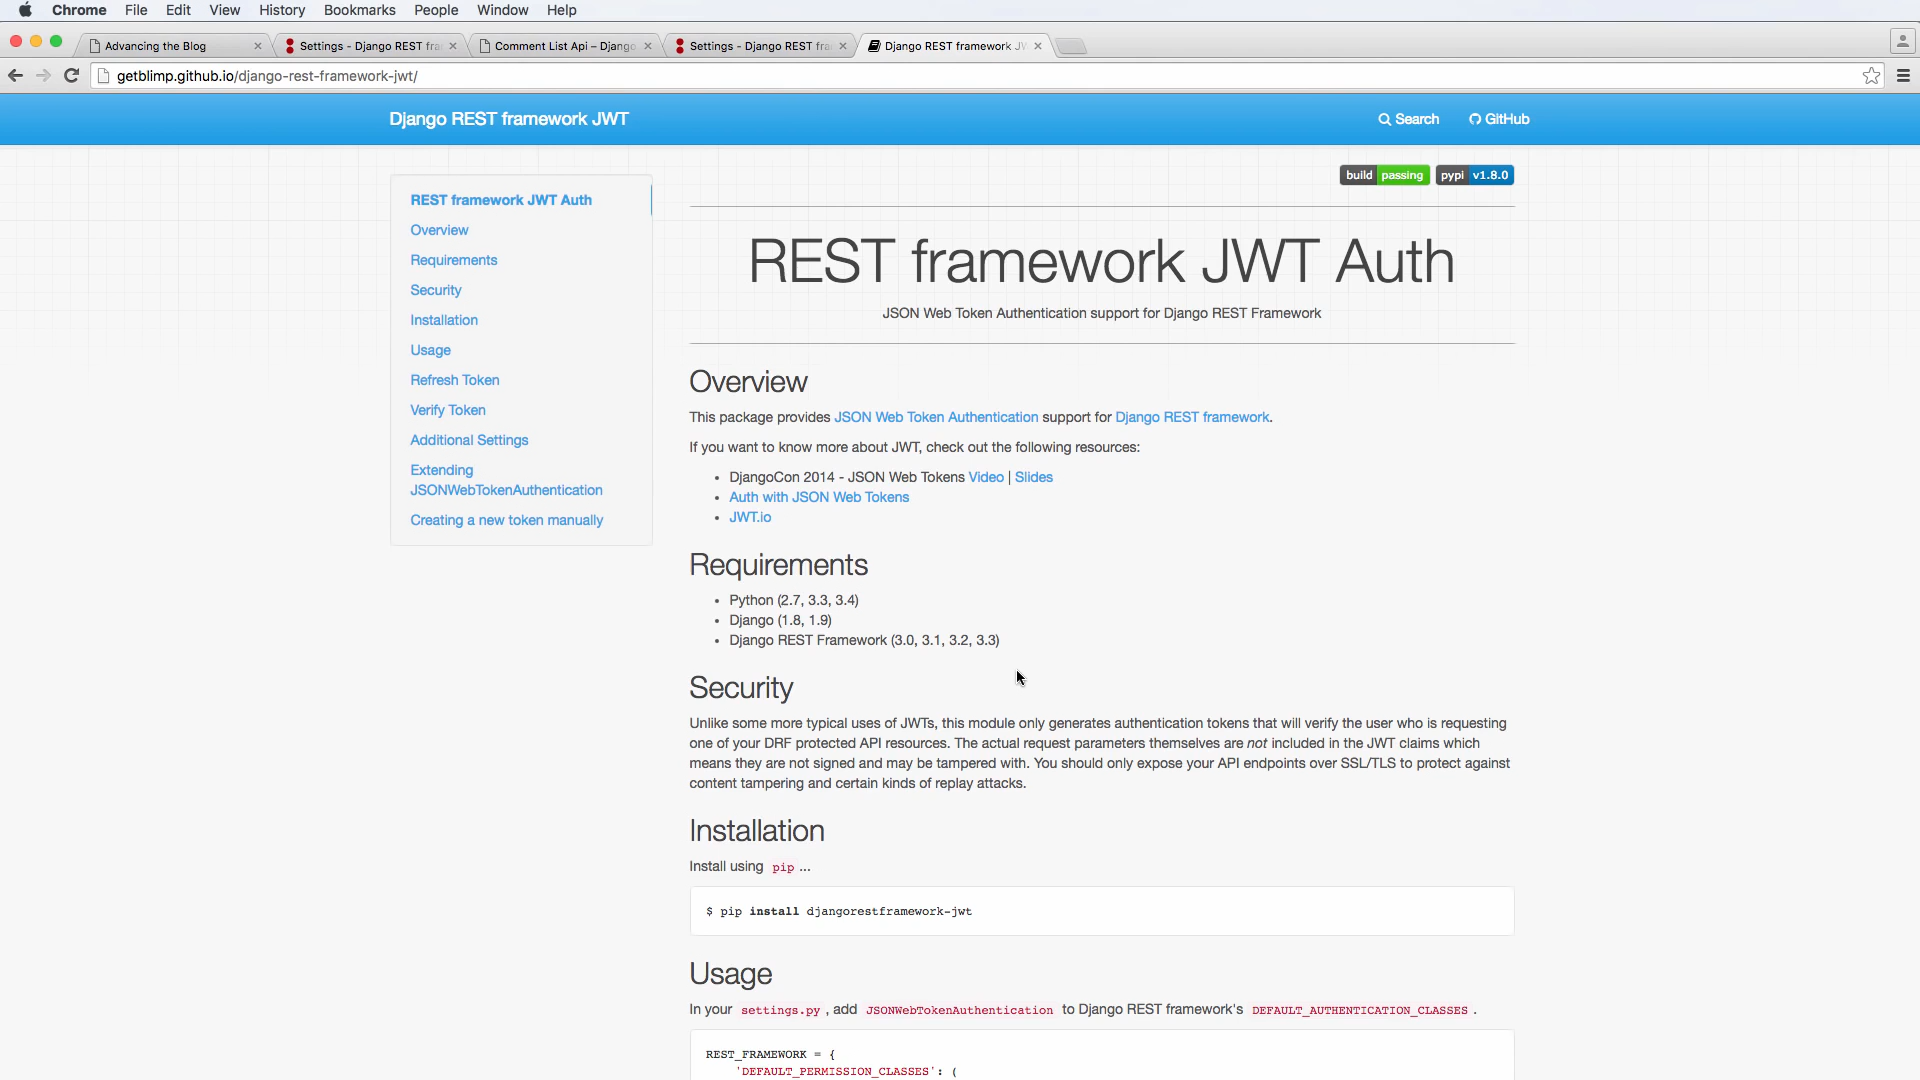 Chrome File Edit View History Bookmarks People Window Help
Advancing the Blog
Settings - Django REST fra
Comment List Api – Django
Settings - Django REST fra
Django REST framework JW
getblimp.github.io/django-rest-framework-jwt/
Django REST framework JWT
Search
GitHub
build passing
pypi v1.8.0
REST framework JWT Auth
Overview
Requirements
Security
Installation
Usage
Refresh Token
Verify Token
Additional Settings
Extending
JSONWebTokenAuthentication
Creating a new token manually
REST framework JWT Auth
JSON Web Token Authentication support for Django REST Framework
Overview
This package provides JSON Web Token Authentication support for Django REST framework.
If you want to know more about JWT, check out the following resources:
• DjangoCon 2014 - JSON Web Tokens Video | Slides
• Auth with JSON Web Tokens
• JWT.io
Requirements
• Python (2.7, 3.3, 3.4)
• Django (1.8, 1.9)
• Django REST Framework (3.0, 3.1, 3.2, 3.3)
Security
Unlike some more typical uses of JWTs, this module only generates authentication tokens that will verify the user who is requesting
one of your DRF protected API resources. The actual request parameters themselves are not included in the JWT claims which
means they are not signed and may be tampered with. You should only expose your API endpoints over SSL/TLS to protect against
content tampering and certain kinds of replay attacks.
Installation
Install using pip ...
$ pip install djangorestframework-jwt
Usage
In your settings.py , add JSONWebTokenAuthentication to Django REST framework's DEFAULT_AUTHENTICATION_CLASSES .
REST_FRAMEWORK = {
'DEFAULT_PERMISSION_CLASSES': (